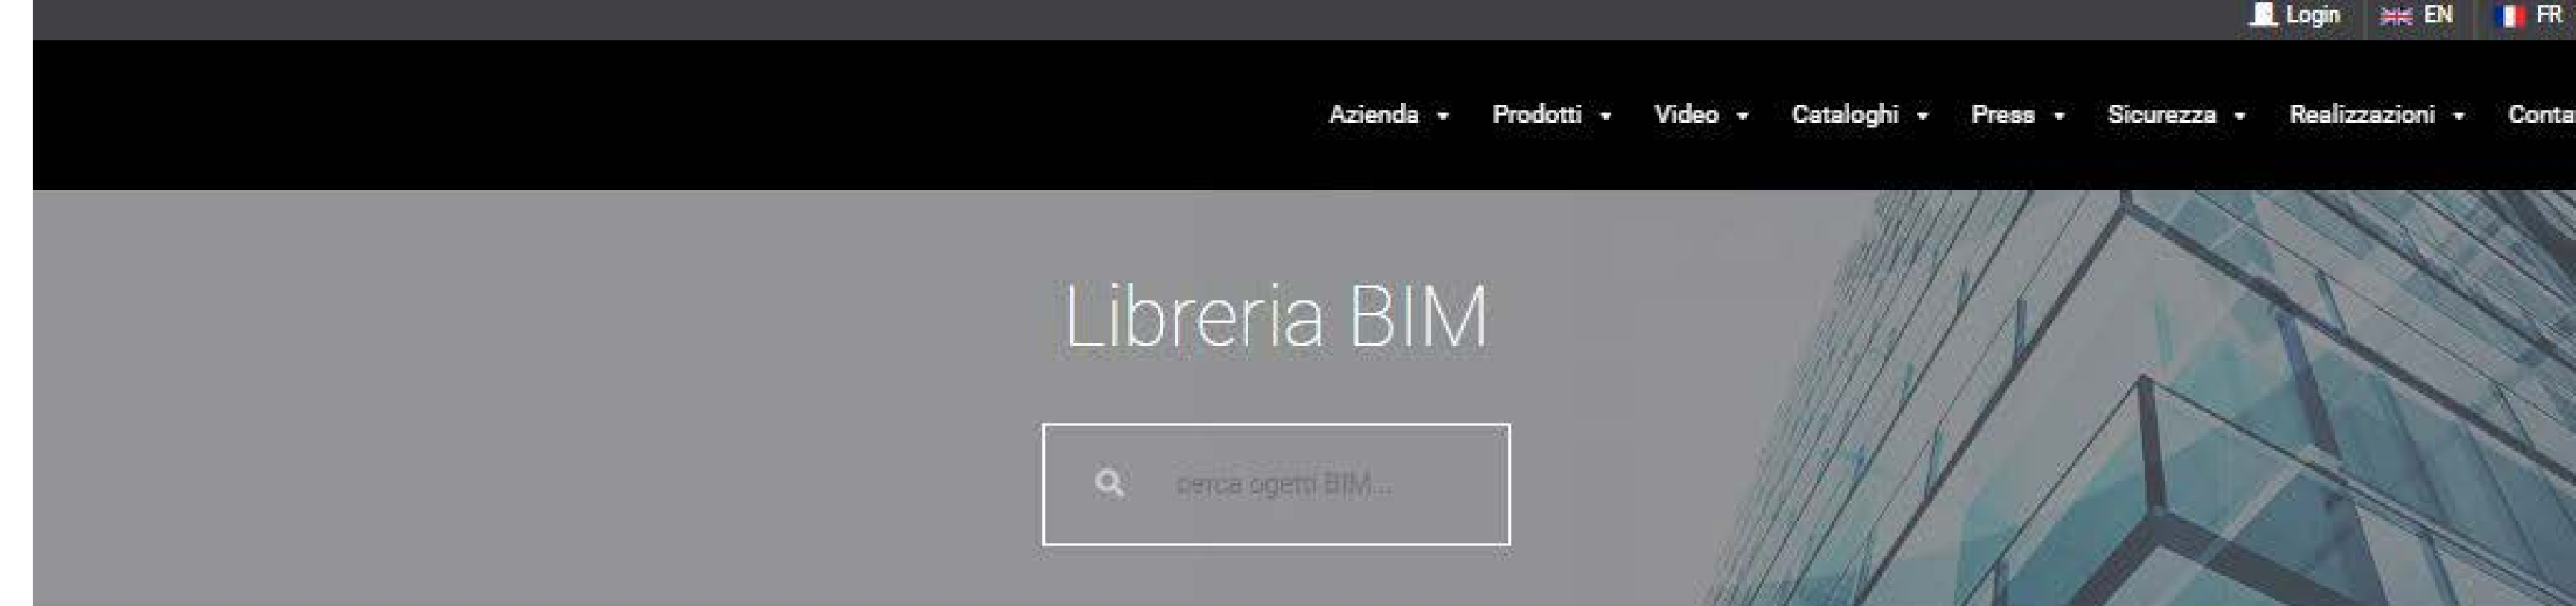 Login EN FR
Azienda Prodotti Video Cataloghi Press Sicurezza Realizzazioni
Libreria BIM
cerca ogetti BIM...